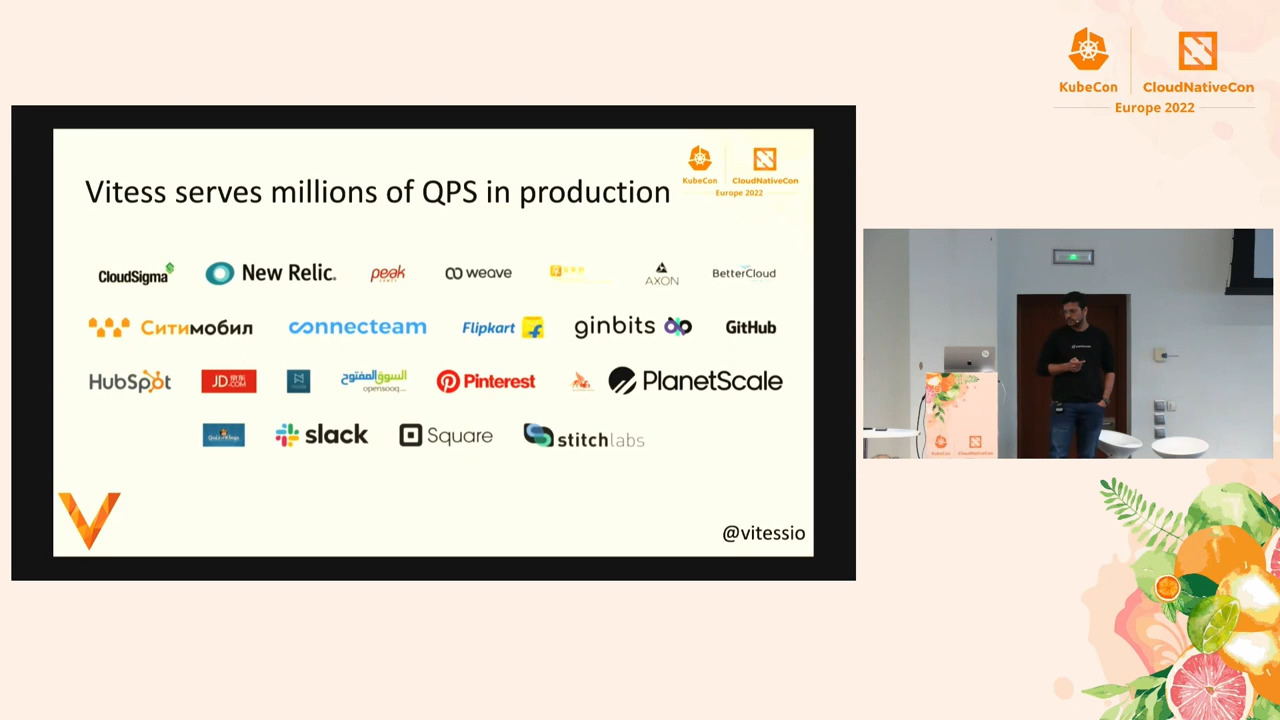 KubeCon
CloudNativeCon
Europe 2022
Vitess serves millions of QPS in production
KubeCon
CloudNativeCon
Europe 2022
CloudSigma
New Relic.
peak
weave
AXON
BetterCloud
Ситимобил
connecteam
Flipkart
ginbits
GitHub
HubSpot
JD.COM 京东
السوق المفتوح
opensooq.com
Pinterest
PlanetScale
slack
Square
stitchlabs
@vitessio